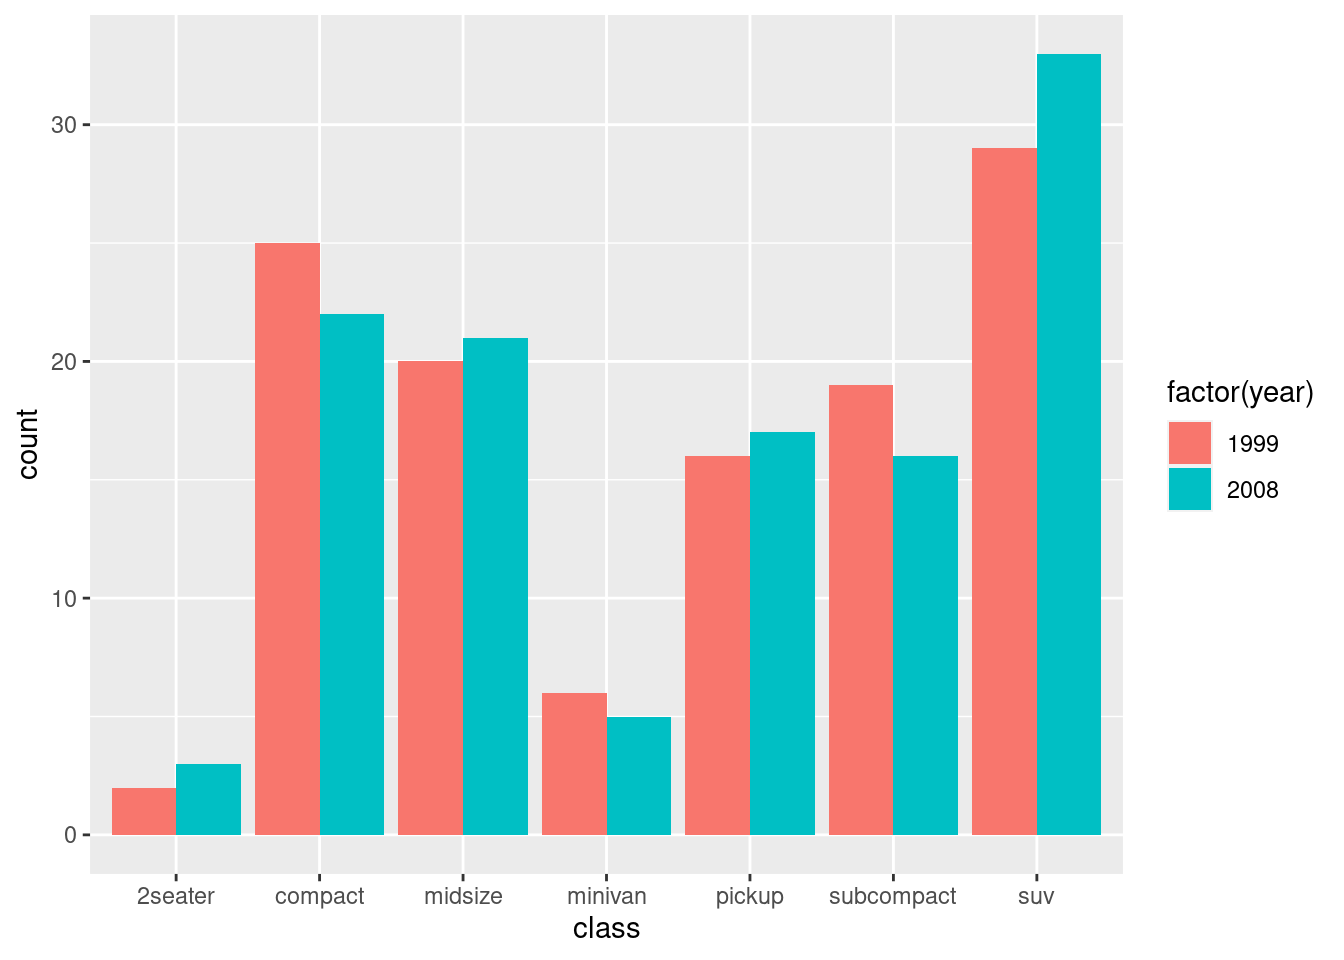 30
20
10
0
count
2seater compact midsize minivan pickup subcompact suv
class
factor(year)
1999
2008